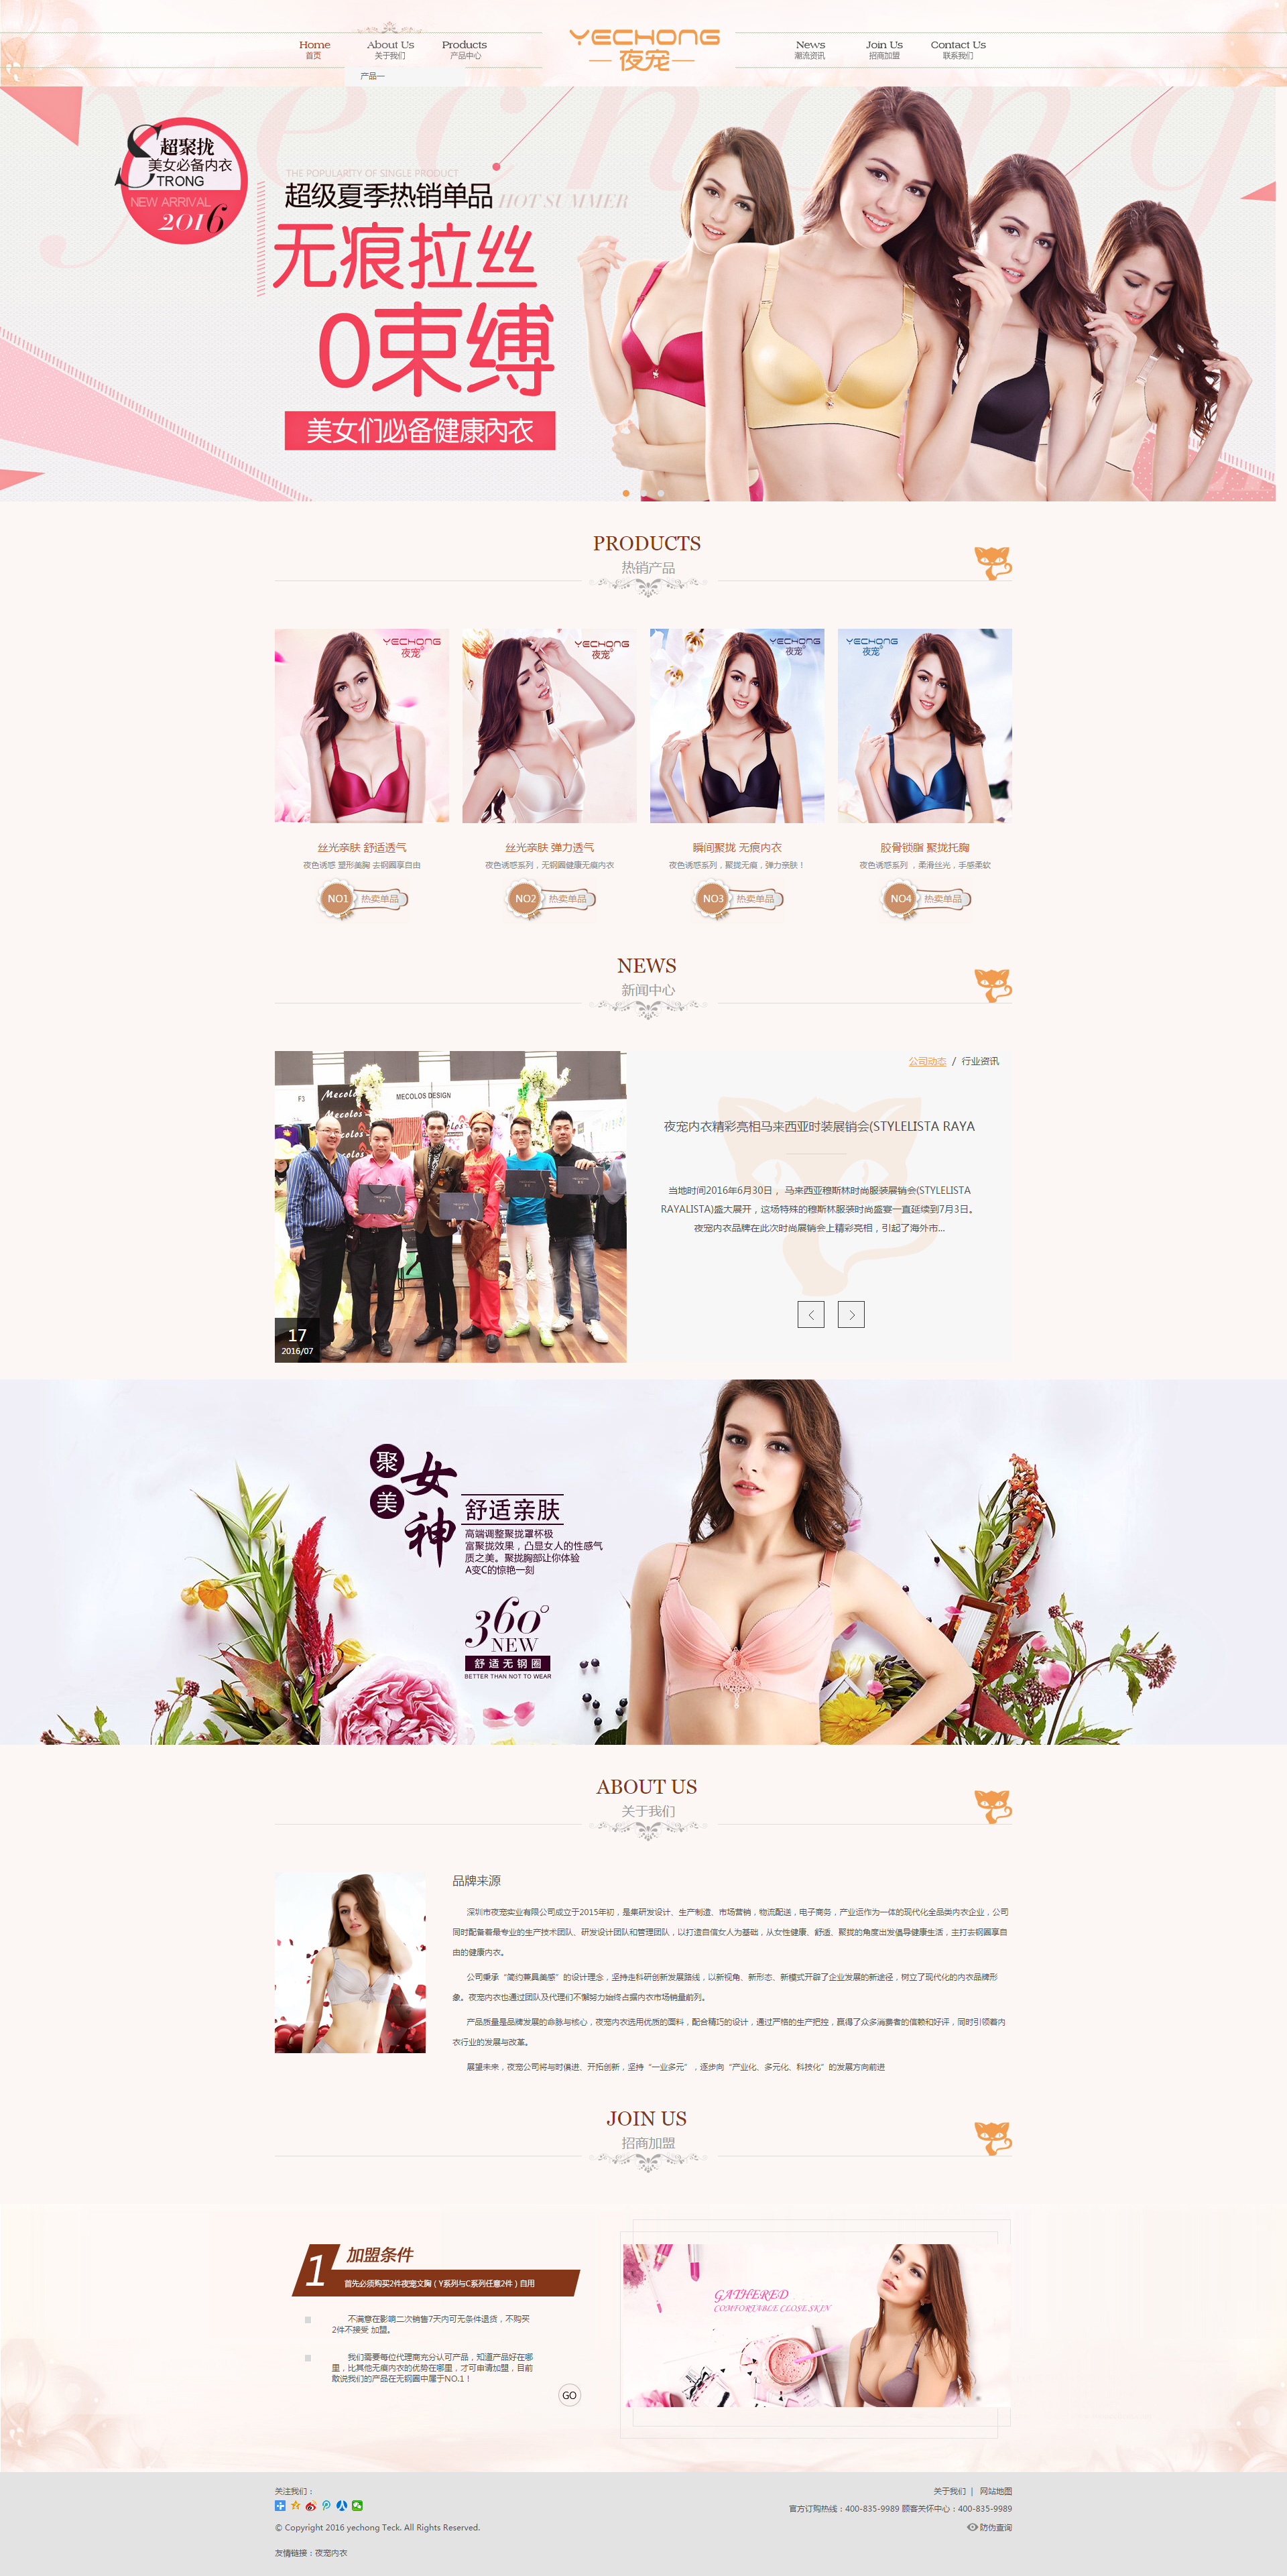 Home
首页
About Us
关于我们
Products
产品中心
YECHONG
夜宠
News
潮流资讯
Join Us
招商加盟
Contact Us
联系我们
产品一
yechong
超聚拢
美女必备内衣
STRONG
NEW ARRIVAL
2016
THE POPULARITY OF SINGLE PRODUCT
超级夏季热销单品 HOT SUMMER
无痕拉丝
0束缚
美女们必备健康内衣
PRODUCTS
热销产品
YECHONG
夜宠
YECHONG
夜宠
YECHONG
夜宠
YECHONG
夜宠
丝光亲肤 舒适透气
夜色诱惑 塑形美胸 去钢圈享自由
NO1 热卖单品
丝光亲肤 弹力透气
夜色诱惑系列，无钢圈健康无痕内衣
NO2 热卖单品
瞬间聚拢 无痕内衣
夜色诱惑系列，聚拢无痕，弹力亲肤！
NO3 热卖单品
胶骨锁脂 聚拢托胸
夜色诱惑系列 ，柔滑丝光，手感柔软
NO4 热卖单品
NEWS
新闻中心
公司动态 / 行业资讯
F3
Mecolos
MECOLOS DESIGN
Mecolos
Mecolos
17
2016/07
夜宠内衣精彩亮相马来西亚时装展销会(STYLELISTA RAYA
当地时间2016年6月30日， 马来西亚穆斯林时尚服装展销会(STYLELISTA
RAYALISTA)盛大展开，这场特殊的穆斯林服装时尚盛宴一直延续到7月3日。
夜宠内衣品牌在此次时尚展销会上精彩亮相，引起了海外市...
聚美
女神
舒适亲肤
高端调整聚拢罩杯极
富聚拢效果，凸显女人的性感气
质之美。聚拢胸部让你体验
A变C的惊艳一刻
360°
NEW
舒适无钢圈
BETTER THAN NOT TO WEAR
ABOUT US
关于我们
品牌来源
深圳市夜宠实业有限公司成立于2015年初，是集研发设计、生产制造、市场营销，物流配送，电子商务，产业运作为一体的现代化全品类内衣企业，公司
同时配备着最专业的生产技术团队、研发设计团队和管理团队，以打造自信女人为基础，从女性健康、舒适、聚拢的角度出发倡导健康生活，主打去钢圈享自
由的健康内衣。
公司秉承“简约兼具美感”的设计理念，坚持走科研创新发展路线，以新视角、新形态、新模式开辟了企业发展的新途径，树立了现代化的内衣品牌形
象。夜宠内衣也通过团队及代理们不懈努力始终占据内衣市场销量前列。
产品质量是品牌发展的命脉与核心，夜宠内衣选用优质的面料，配合精巧的设计，通过严格的生产把控，赢得了众多消费者的信赖和好评，同时引领着内
衣行业的发展与改革。
展望未来，夜宠公司将与时俱进、开拓创新，坚持“一业多元”，逐步向“产业化、多元化、科技化”的发展方向前进
JOIN US
招商加盟
1
加盟条件
首先必须购买2件夜宠文胸（Y系列与C系列任意2件）自用
不满意在影响二次销售7天内可无条件退货，不购买
2件不接受 加盟。
我们需要每位代理商充分认可产品，知道产品好在哪
里，比其他无痕内衣的优势在哪里，才可申请加盟，目前
敢说我们的产品在无钢圈中属于NO.1！
GO
GATHERED
COMFORTABLE CLOSE SKIN
关注我们：
© Copyright 2016 yechong Teck. All Rights Reserved.
友情链接：夜宠内衣
关于我们 | 网站地图
官方订购热线：400-835-9989 顾客关怀中心：400-835-9989
防伪查询